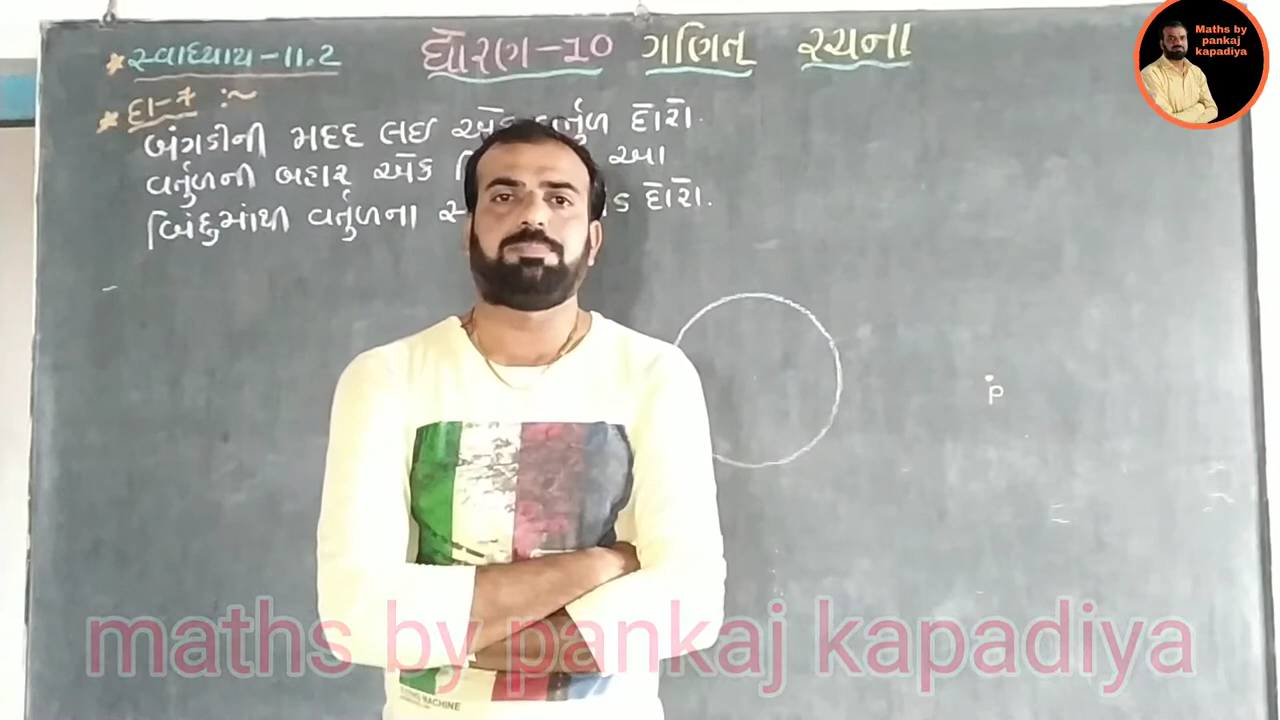 સ્વાધ્યાય-11.2
ધોરણ-10 ગણિત રચના
Maths by
pankaj
kapadiya
દા-7 :~
બંગડીની મદદ લઈ એક વર્તુળ દોરો.
વર્તુળની બહાર એક આ
બિંદુમાંથી વર્તુળના દોરો.
P
maths by pankaj kapadiya
MACHINE